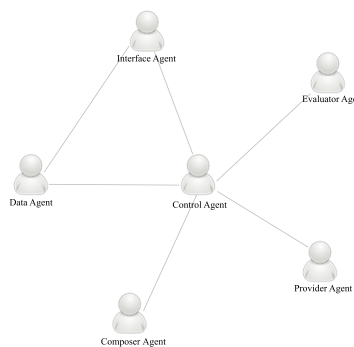 Interface Agent
Evaluator Age
Data Agent
Control Agent
Provider Agent
Composer Agent